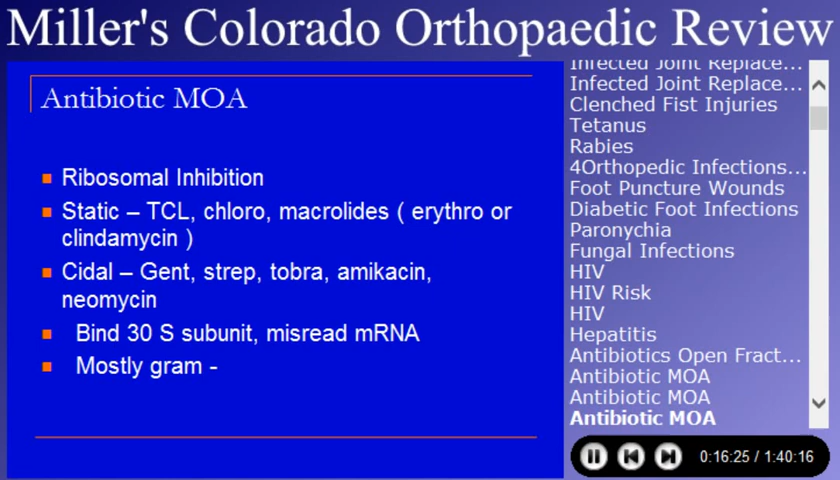 Miller's Colorado Orthopaedic Review
Antibiotic MOA
Ribosomal Inhibition
Static – TCL, chloro, macrolides ( erythro or
clindamycin )
Cidal – Gent, strep, tobra, amikacin,
neomycin
Bind 30 S subunit, misread mRNA
Mostly gram -
Infected Joint Replace...
Infected Joint Replace...
Clenched Fist Injuries
Tetanus
Rabies
4Orthopedic Infections...
Foot Puncture Wounds
Diabetic Foot Infections
Paronychia
Fungal Infections
HIV
HIV Risk
HIV
Hepatitis
Antibiotics Open Fract...
Antibiotic MOA
Antibiotic MOA
Antibiotic MOA
0:16:25 / 1:40:16